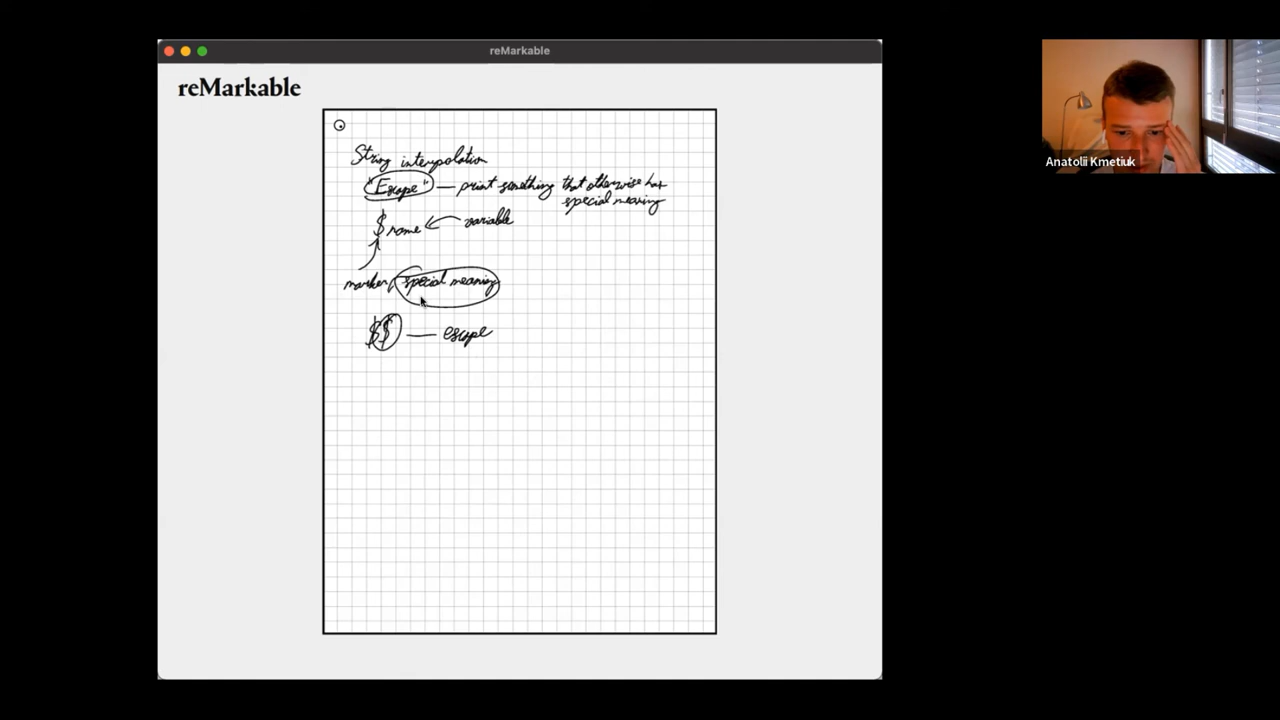 reMarkable
reMarkable
String interpolation
"Escape" — print something that otherwise has
special meaning
$name variable
marker, special meaning
$$ — escape
Anatolii Kmetiuk